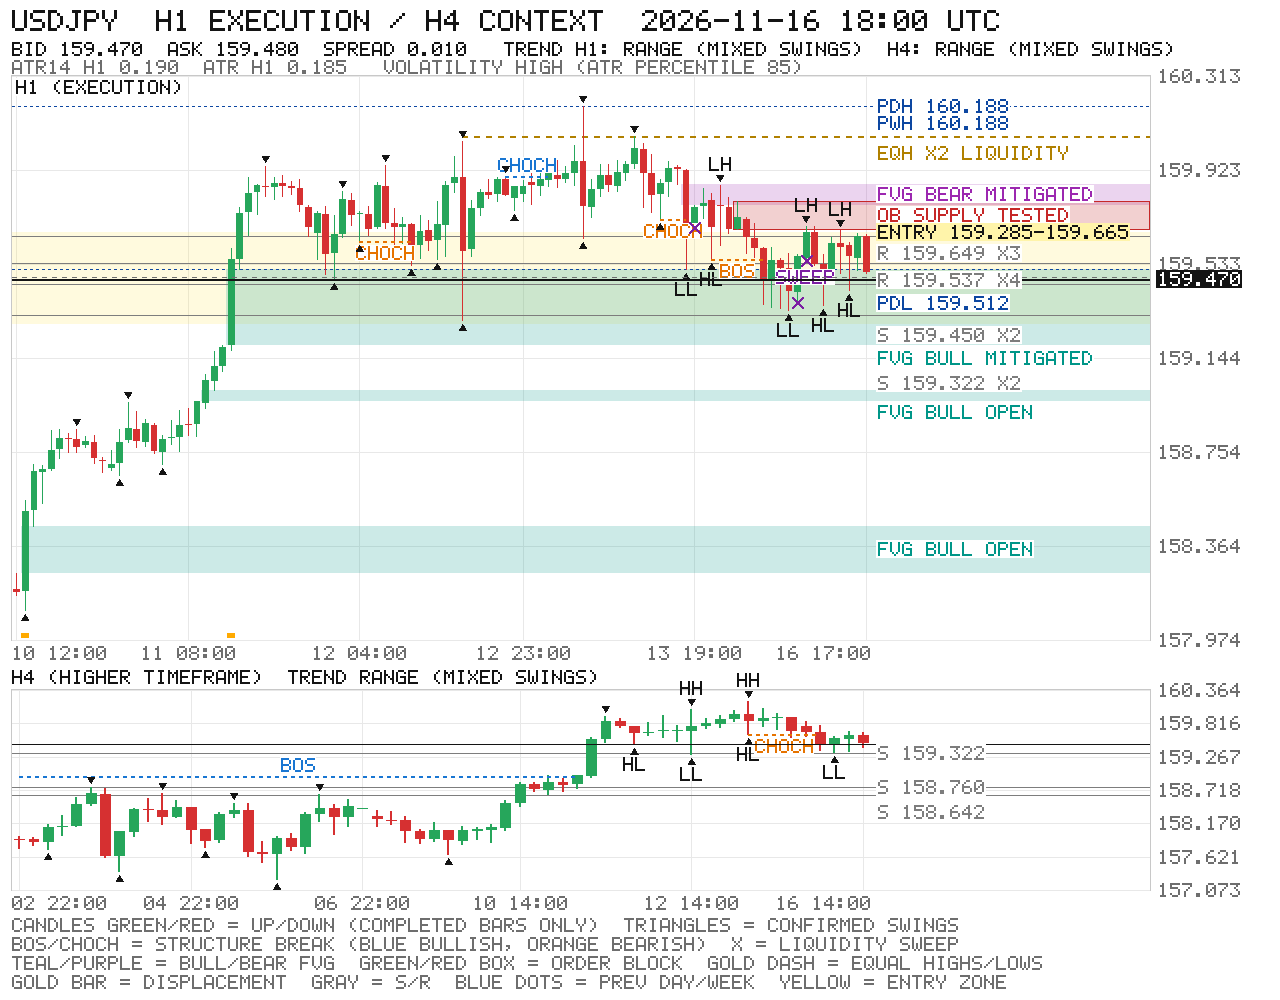 USDJPY  H1 EXECUTION / H4 CONTEXT  2026-11-16 18:00 UTC
BID 159.470  ASK 159.480  SPREAD 0.010   TREND H1: RANGE (MIXED SWINGS)  H4: RANGE (MIXED SWINGS)
ATR14 H1 0.190  ATR H1 0.185   VOLATILITY HIGH (ATR PERCENTILE 85)
H1 (EXECUTION)
160.313
PDH 160.188
PWH 160.188
EQH X2 LIQUIDITY
CHOCH
LH
159.923
FVG BEAR MITIGATED
LH
LH
OB SUPPLY TESTED
CHOCH
ENTRY 159.285-159.665
CHOCH
R 159.649 X3
159.533
BOS
SWEEP
HL
R 159.537 X4
159.470
LL
PDL 159.512
HL
HL
LL
S 159.450 X2
FVG BULL MITIGATED
159.144
S 159.322 X2
FVG BULL OPEN
158.754
FVG BULL OPEN
158.364
157.974
10 12:00
11 08:00
12 04:00
12 23:00
13 19:00
16 17:00
H4 (HIGHER TIMEFRAME)  TREND RANGE (MIXED SWINGS)
HH
HH
160.364
159.816
CHOCH
HL
S 159.322
159.267
BOS
HL
LL
LL
S 158.760
158.718
S 158.642
158.170
157.621
157.073
02 22:00
04 22:00
06 22:00
10 14:00
12 14:00
16 14:00
CANDLES GREEN/RED = UP/DOWN (COMPLETED BARS ONLY)  TRIANGLES = CONFIRMED SWINGS
BOS/CHOCH = STRUCTURE BREAK (BLUE BULLISH, ORANGE BEARISH)  X = LIQUIDITY SWEEP
TEAL/PURPLE = BULL/BEAR FVG  GREEN/RED BOX = ORDER BLOCK  GOLD DASH = EQUAL HIGHS/LOWS
GOLD BAR = DISPLACEMENT  GRAY = S/R  BLUE DOTS = PREV DAY/WEEK  YELLOW = ENTRY ZONE